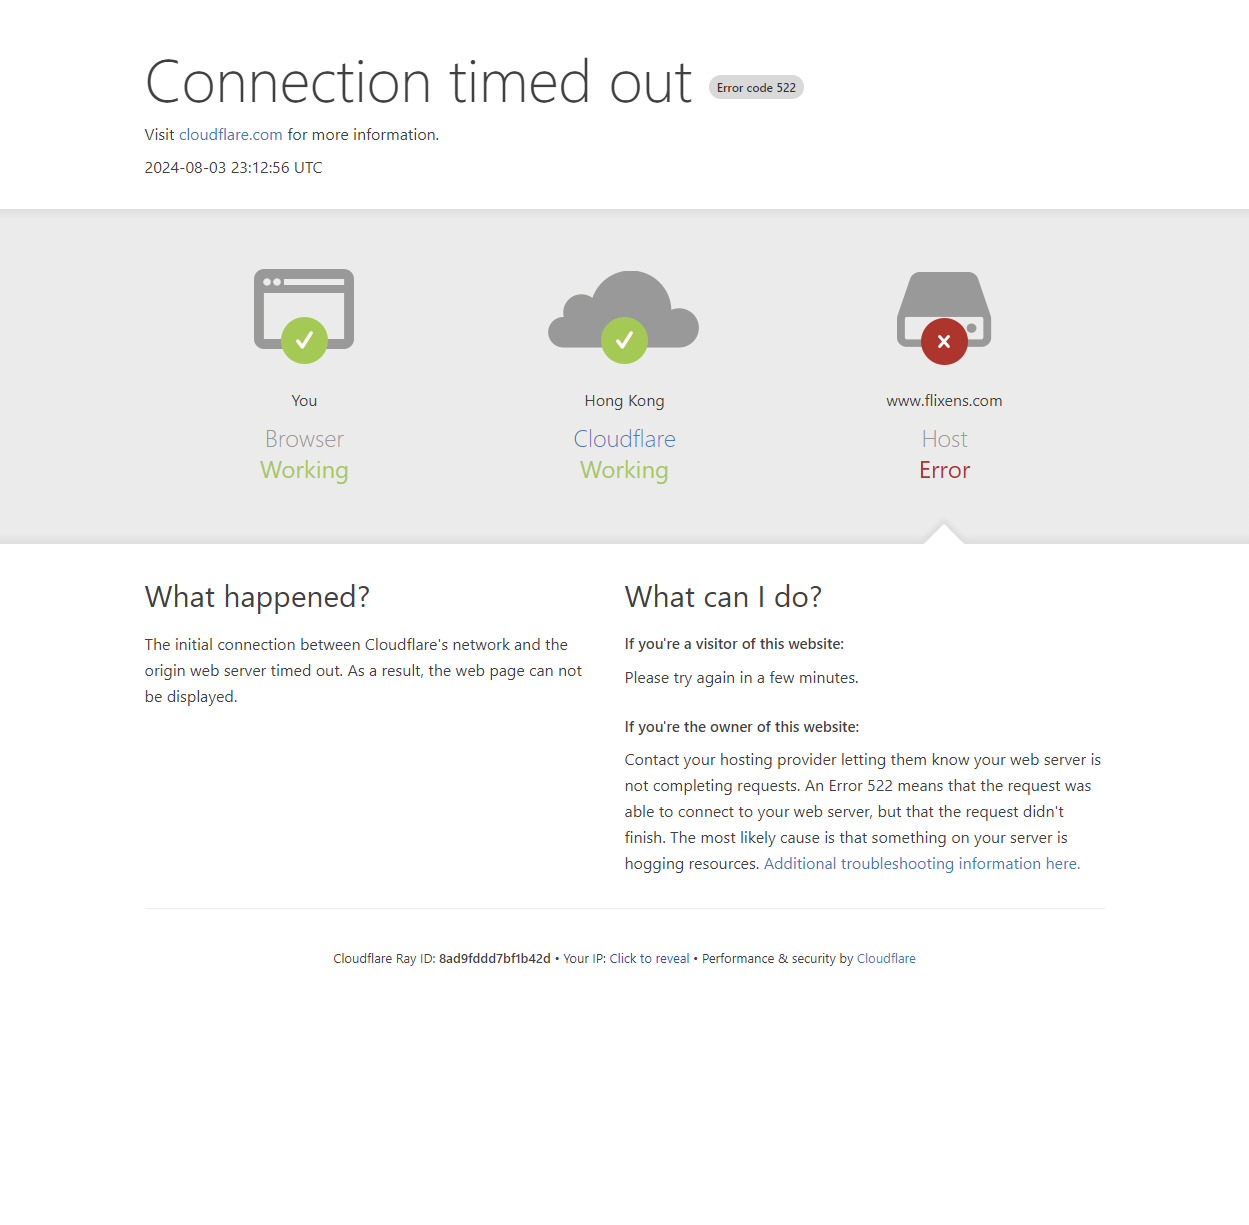 Connection timed out Error code 522
Visit cloudflare.com for more information.
2024-08-03 23:12:56 UTC
You
Browser
Working
Hong Kong
Cloudflare
Working
www.flixens.com
Host
Error
What happened?
The initial connection between Cloudflare's network and the
origin web server timed out. As a result, the web page can not
be displayed.
What can I do?
If you're a visitor of this website:
Please try again in a few minutes.
If you're the owner of this website:
Contact your hosting provider letting them know your web server is
not completing requests. An Error 522 means that the request was
able to connect to your web server, but that the request didn't
finish. The most likely cause is that something on your server is
hogging resources. Additional troubleshooting information here.
Cloudflare Ray ID: 8ad9fddd7bf1b42d • Your IP: Click to reveal • Performance & security by Cloudflare